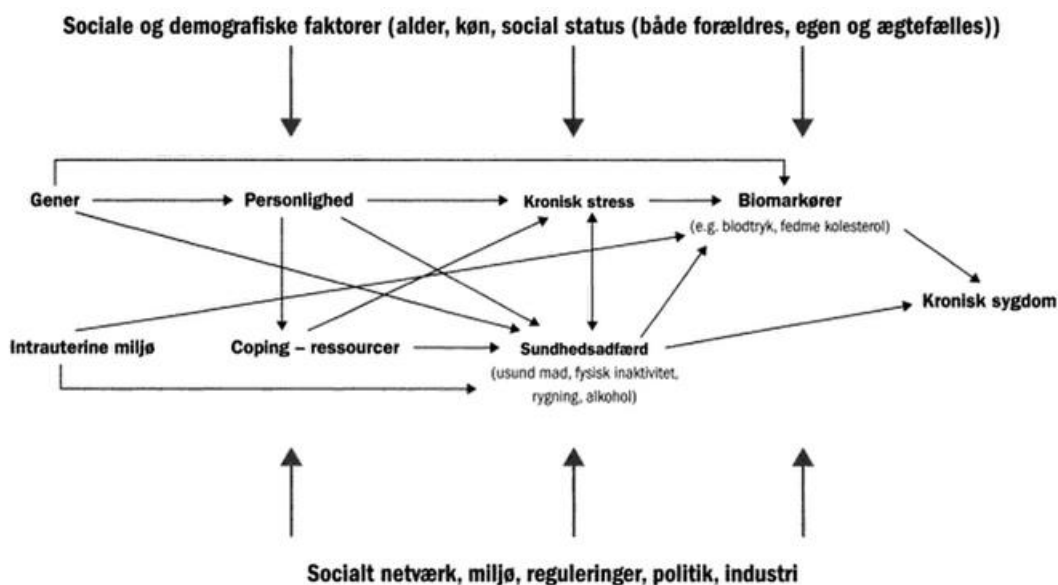 Sociale og demografiske faktorer (alder, køn, social status (både forældres, egen og ægtefælles))
Gener
Personlighed
Kronisk stress
Biomarkører
(e.g. blodtryk, fedme kolesterol)
Kronisk sygdom
Intrauterine miljø
Coping – ressourcer
Sundhedsadfærd
(usund mad, fysisk inaktivitet,
rygning, alkohol)
Socialt netværk, miljø, reguleringer, politik, industri